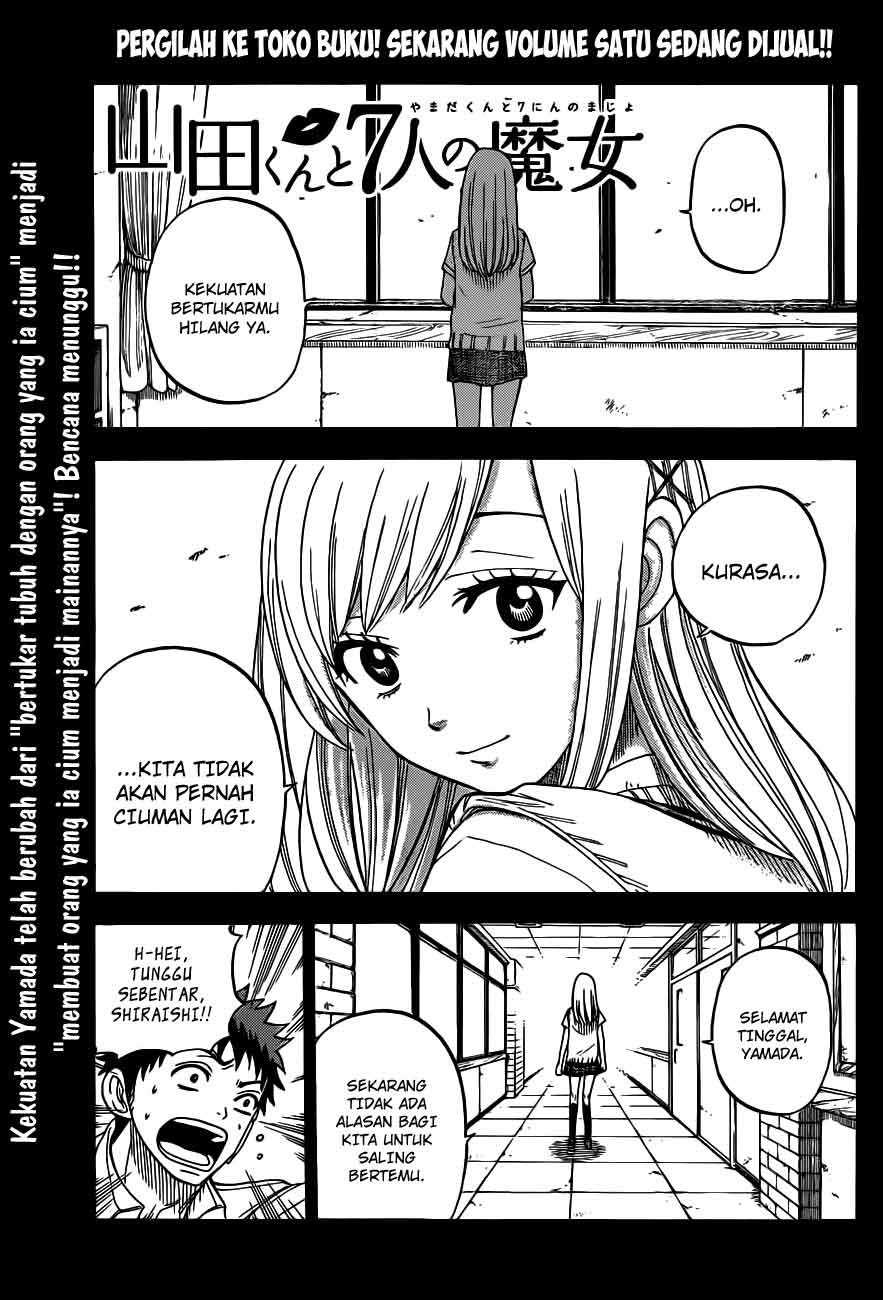 PERGILAH KE TOKO BUKU! SEKARANG VOLUME SATU SEDANG DIJUAL!!
やまだくんと7にんのまじょ
山田くんと7人の魔女
...OH.
KEKUATAN
BERTUKARMU
HILANG YA.
KURASA...
...KITA TIDAK
AKAN PERNAH
CIUMAN LAGI.
SELAMAT
TINGGAL,
YAMADA.
SEKARANG
TIDAK ADA
ALASAN BAGI
KITA UNTUK
SALING
BERTEMU.
H-HEI,
TUNGGU
SEBENTAR,
SHIRAISHI!!
Kekuatan Yamada telah berubah dari "bertukar tubuh dengan orang yang ia cium" menjadi
"membuat orang yang ia cium menjadi mainannya"! Bencana menunggu!!